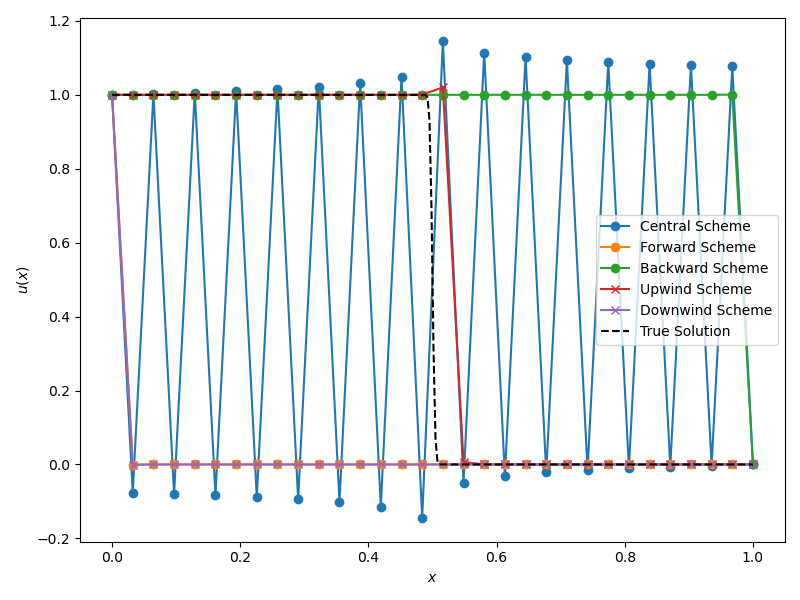 1.2
1.0
0.8
0.6
0.4
0.2
0.0
−0.2
u(x)
Central Scheme
Forward Scheme
Backward Scheme
Upwind Scheme
Downwind Scheme
True Solution
0.0 0.2 0.4 0.6 0.8 1.0
x